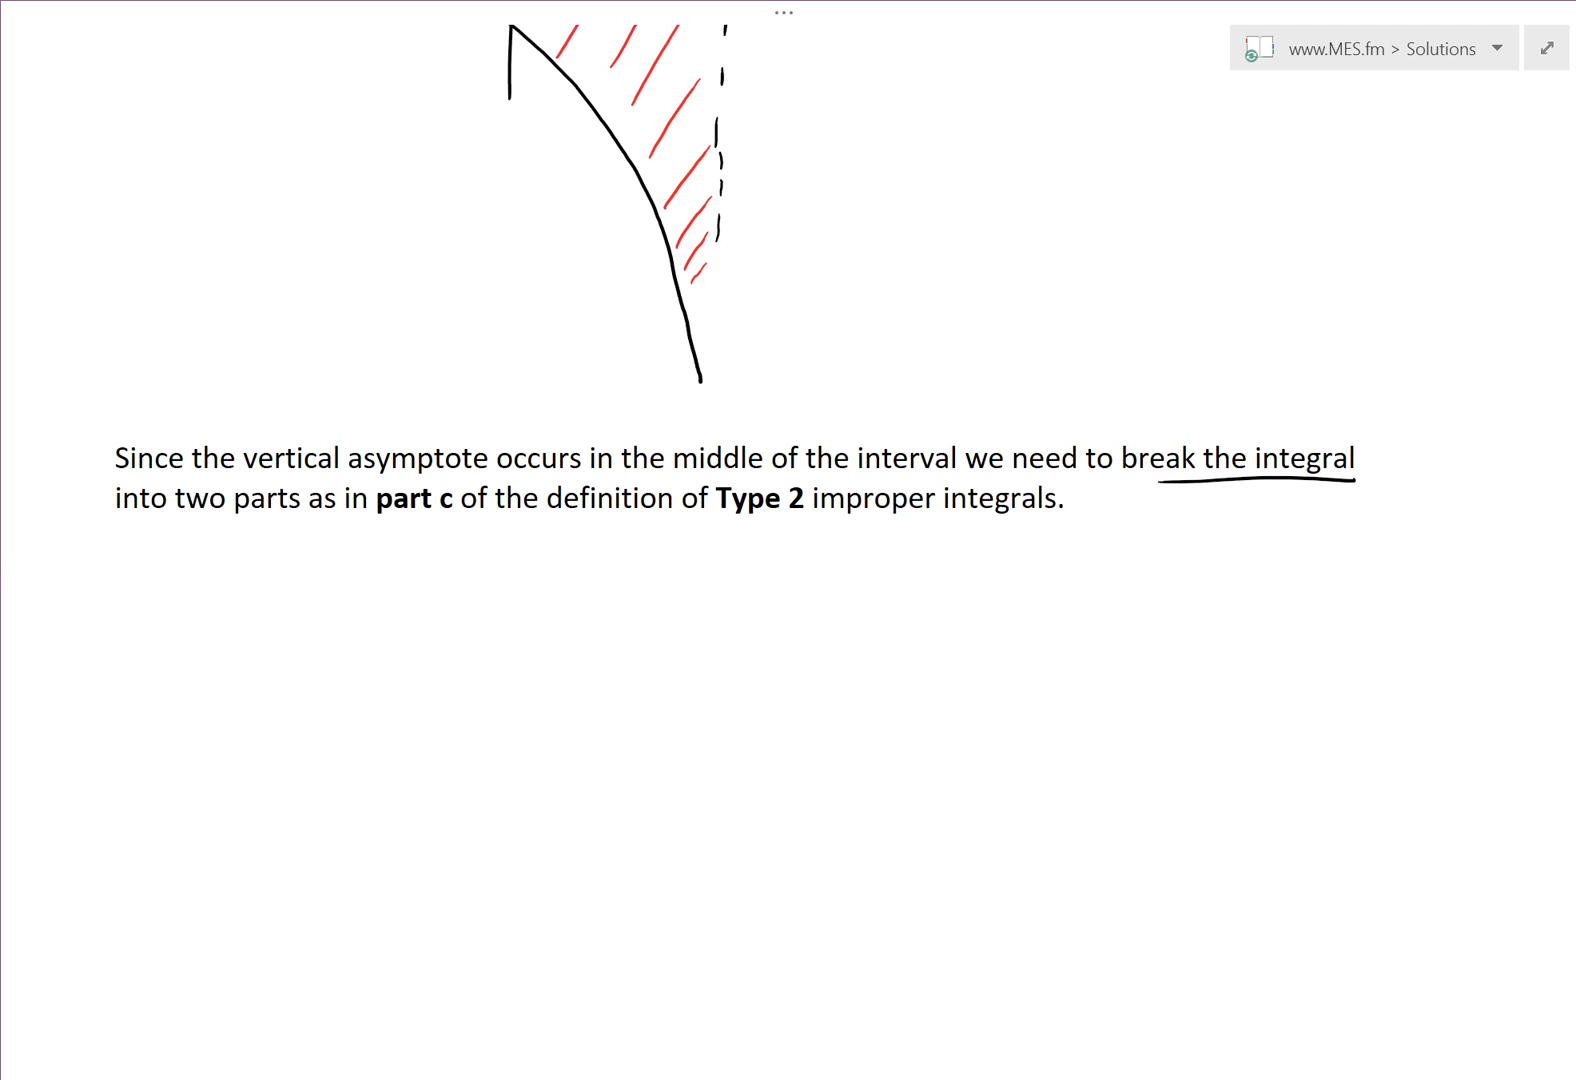 www.MES.fm > Solutions
Since the vertical asymptote occurs in the middle of the interval we need to break the integral
into two parts as in part c of the definition of Type 2 improper integrals.